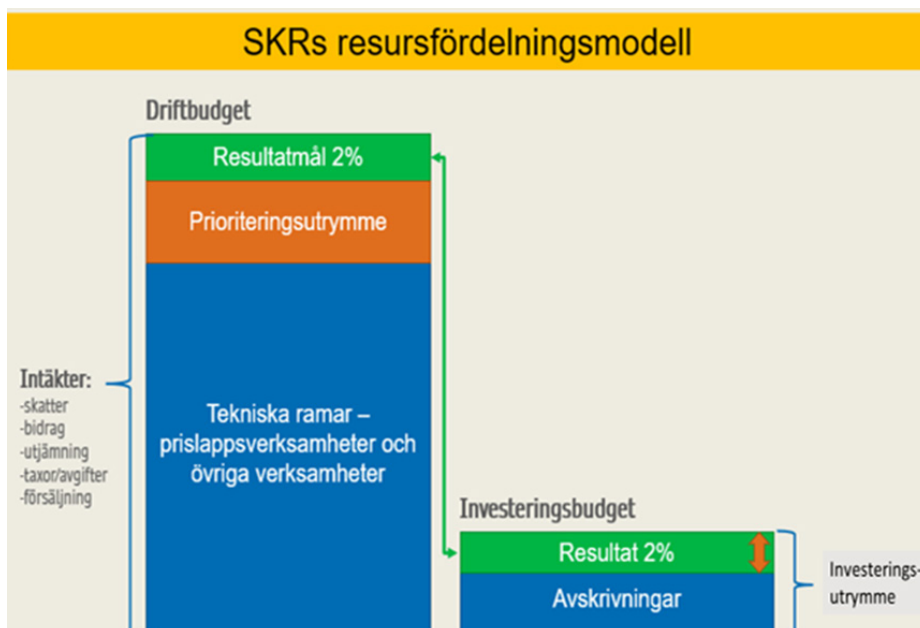 SKRs resursfördelningsmodell
Driftbudget
Resultatmål 2%
Prioriteringsutrymme
Intäkter:
-skatter
-bidrag
-utjämning
-taxor/avgifter
-försäljning
Tekniska ramar –
prislappsverksamheter och
övriga verksamheter
Investeringsbudget
Resultat 2%
Avskrivningar
Investerings-
utrymme